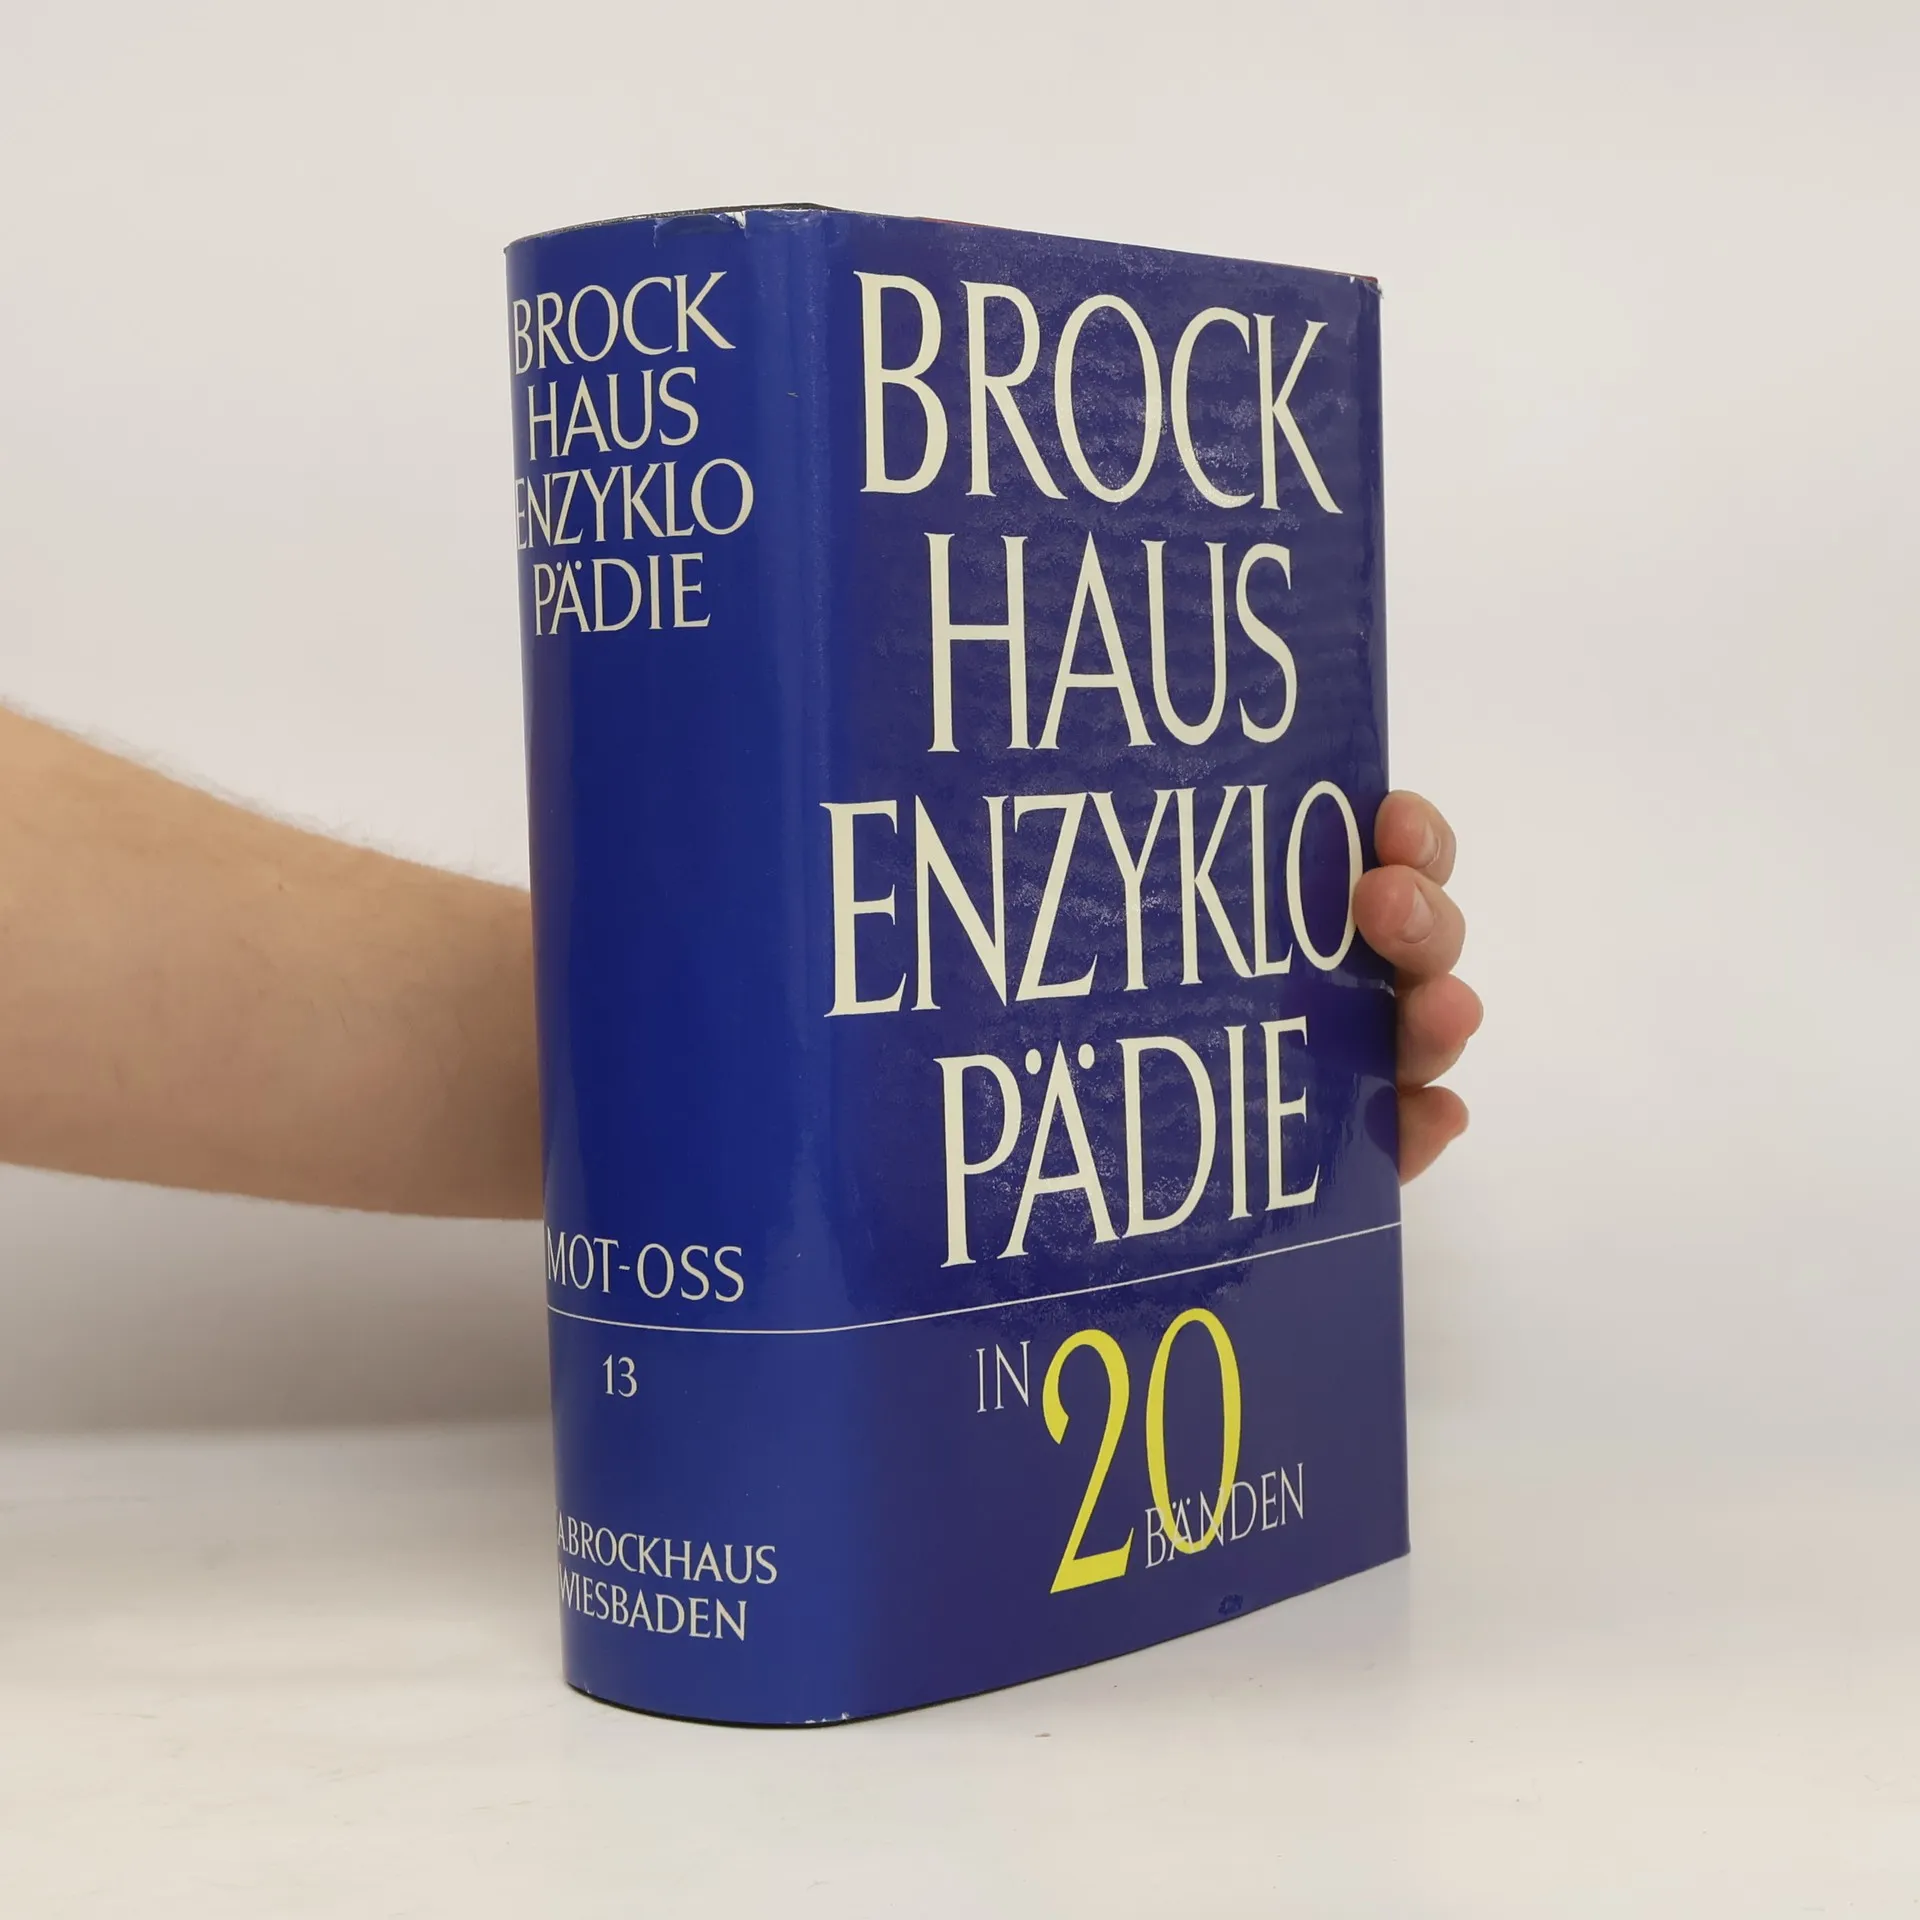 BROCK
HAUS
ENZYKLO
PÄDIE
MOT-OSS
13
A.BROCKHAUS
WIESBADEN
BROCK
HAUS
ENZYKLO
PÄDIE
IN 20
BÄNDEN